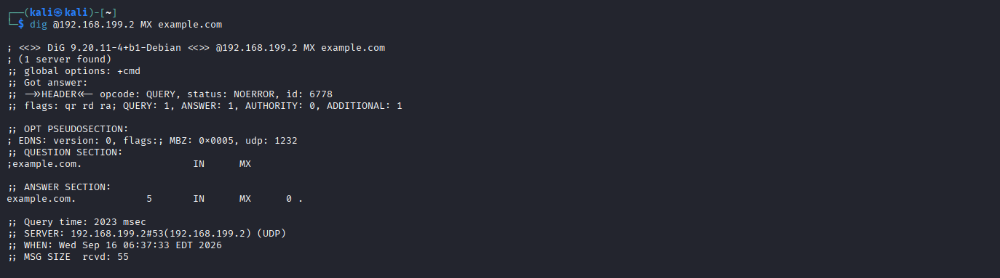 ┌──(kali㉿kali)-[~]
└─$ dig @192.168.199.2 MX example.com

; <<>> DiG 9.20.11-4+b1-Debian <<>> @192.168.199.2 MX example.com
; (1 server found)
;; global options: +cmd
;; Got answer:
;; ->>HEADER<<- opcode: QUERY, status: NOERROR, id: 6778
;; flags: qr rd ra; QUERY: 1, ANSWER: 1, AUTHORITY: 0, ADDITIONAL: 1

;; OPT PSEUDOSECTION:
; EDNS: version: 0, flags:; MBZ: 0x0005, udp: 1232
;; QUESTION SECTION:
;example.com.                   IN      MX

;; ANSWER SECTION:
example.com.            5       IN      MX      0 .

;; Query time: 2023 msec
;; SERVER: 192.168.199.2#53(192.168.199.2) (UDP)
;; WHEN: Wed Sep 16 06:37:33 EDT 2026
;; MSG SIZE  rcvd: 55